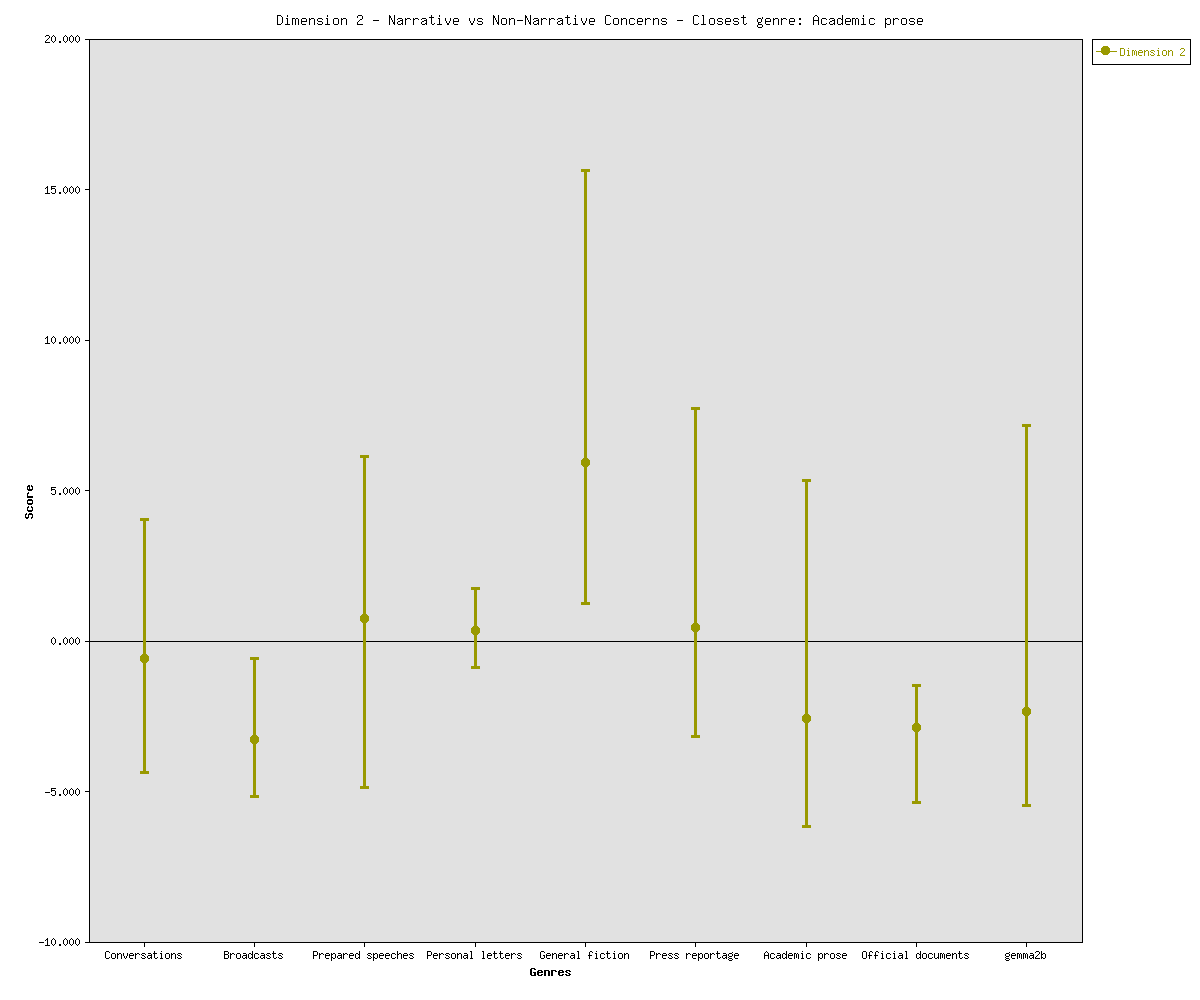 Dimension 2 - Narrative vs Non-Narrative Concerns - Closest genre: Academic prose
20.000
Dimension 2
15.000
10.000
5.000
Score
0.000
-5.000
-10.000
Conversations Broadcasts Prepared speeches Personal letters General fiction Press reportage Academic prose Official documents gemma2b
Genres